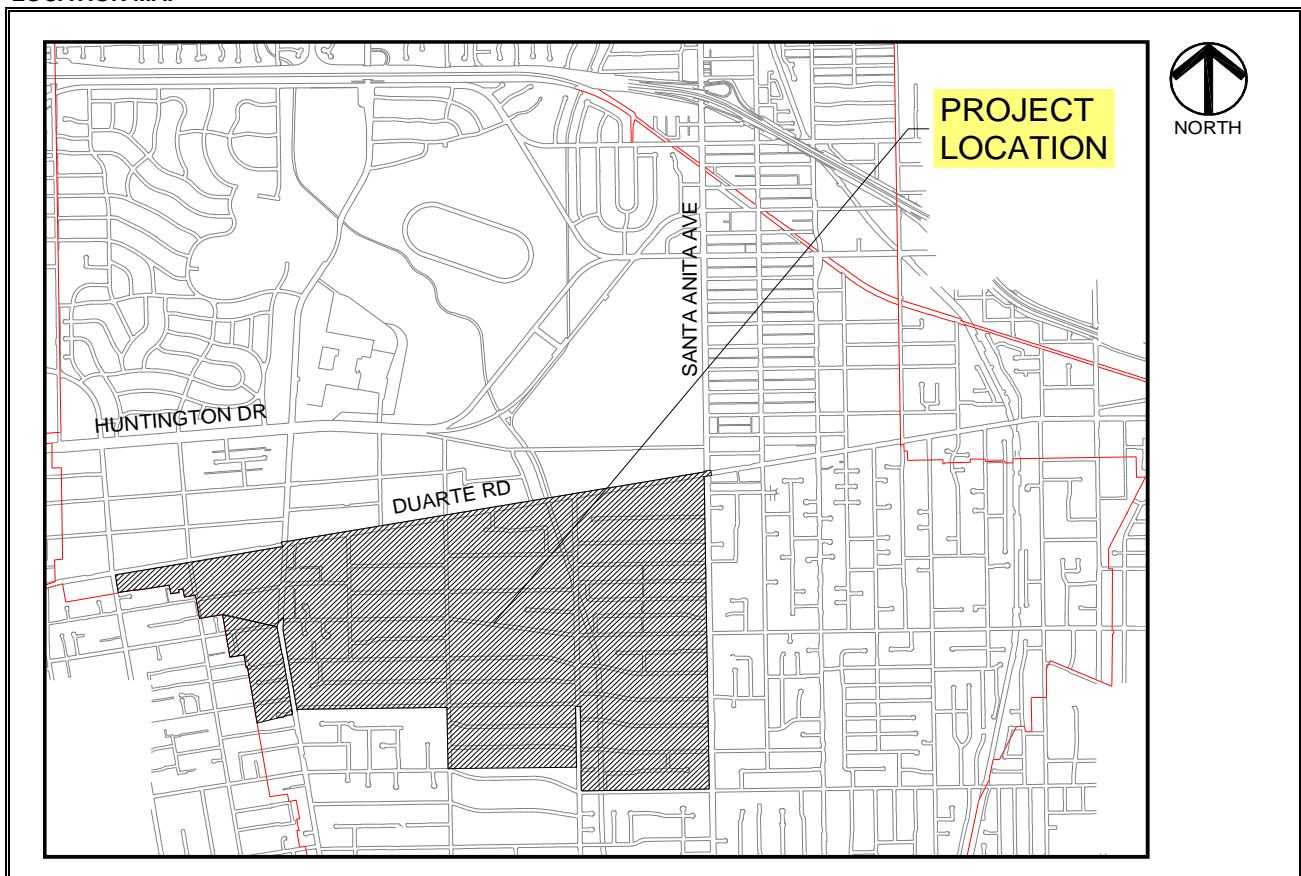 PROJECT
LOCATION
NORTH
SANTA ANITA AVE
HUNTINGTON DR
DUARTE RD